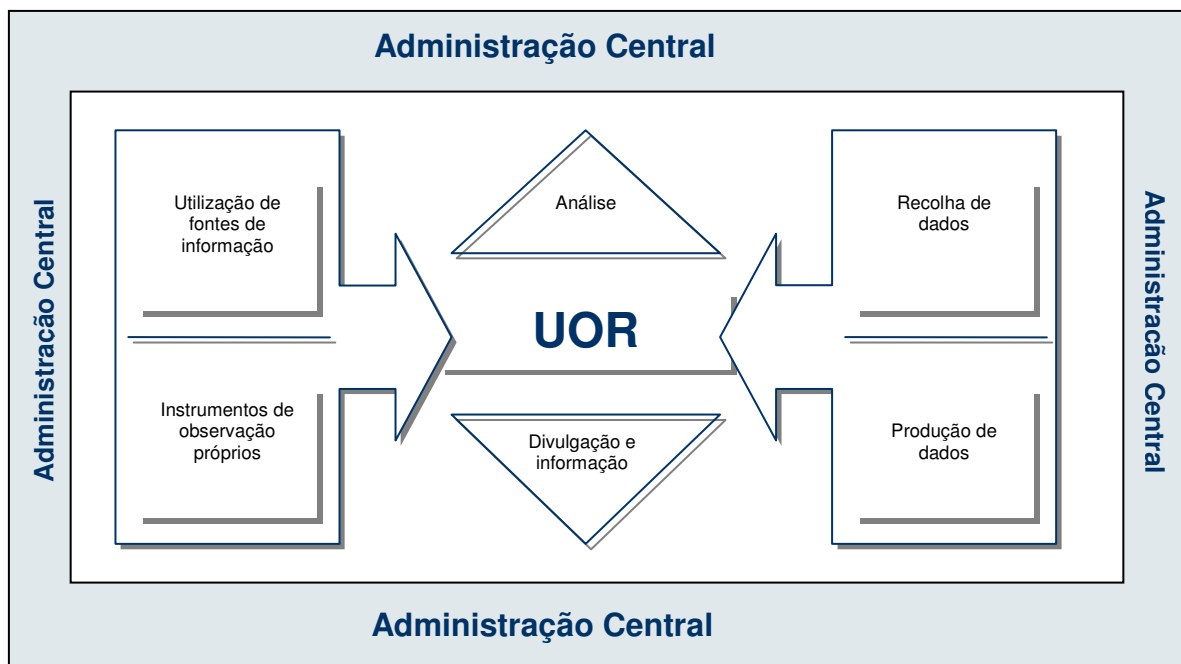 Administração Central
Administração Central
Utilização de
fontes de
informação
Instrumentos de
observação
próprios
Análise
UOR
Divulgação e
informação
Recolha de
dados
Produção de
dados
Administração Central
Administração Central